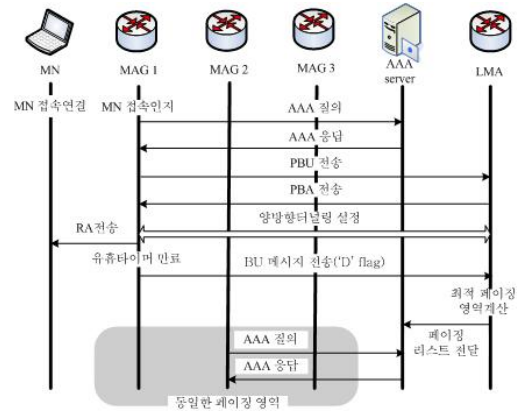 MN
MAG 1
MAG 2
MAG 3
AAA
server
LMA
MN 접속연결
MN 접속인지
AAA 질의
AAA 응답
PBU 전송
PBA 전송
양방향터널링 설정
RA전송
유휴타이머 만료
BU 메시지 전송('D' flag)
최적 페이징
영역계산
페이징
리스트 전달
AAA 질의
AAA 응답
동일한 페이징 영역